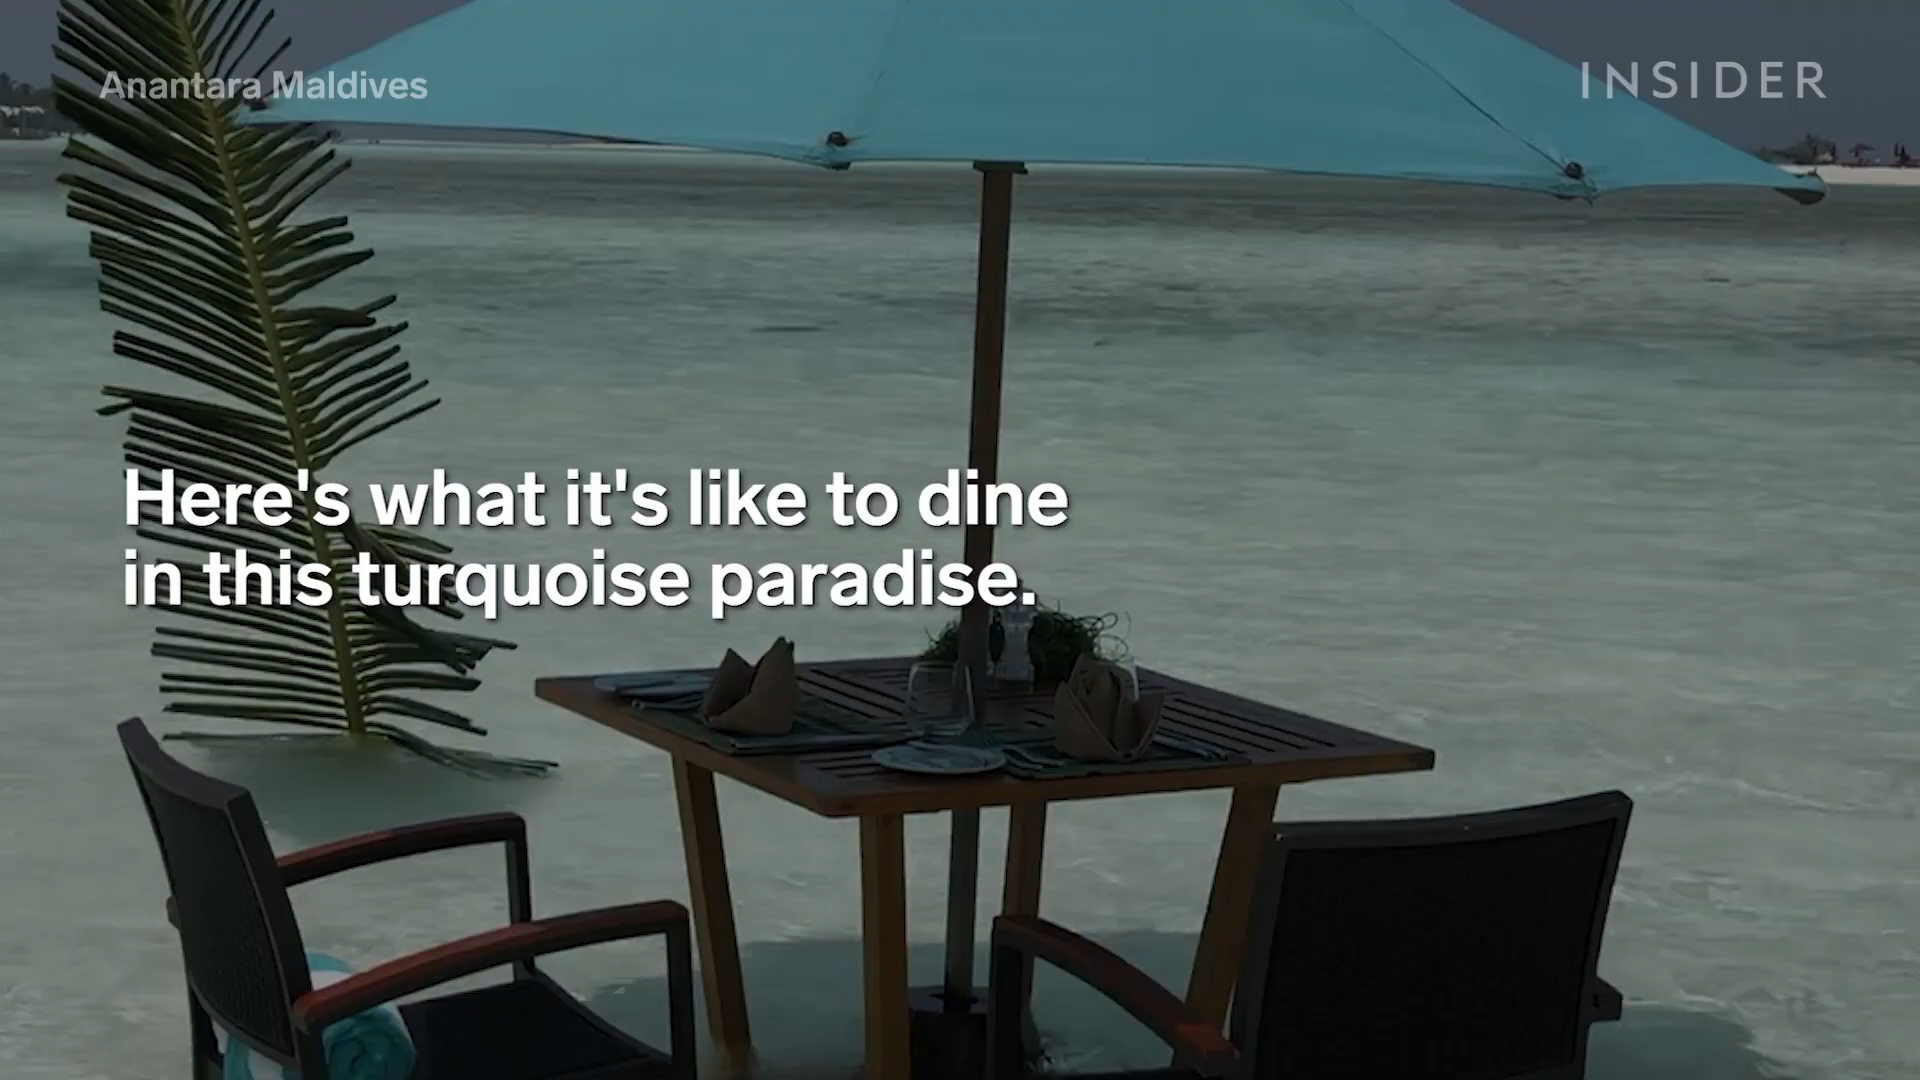 Anantara Maldives
INSIDER
Here's what it's like to dine
in this turquoise paradise.